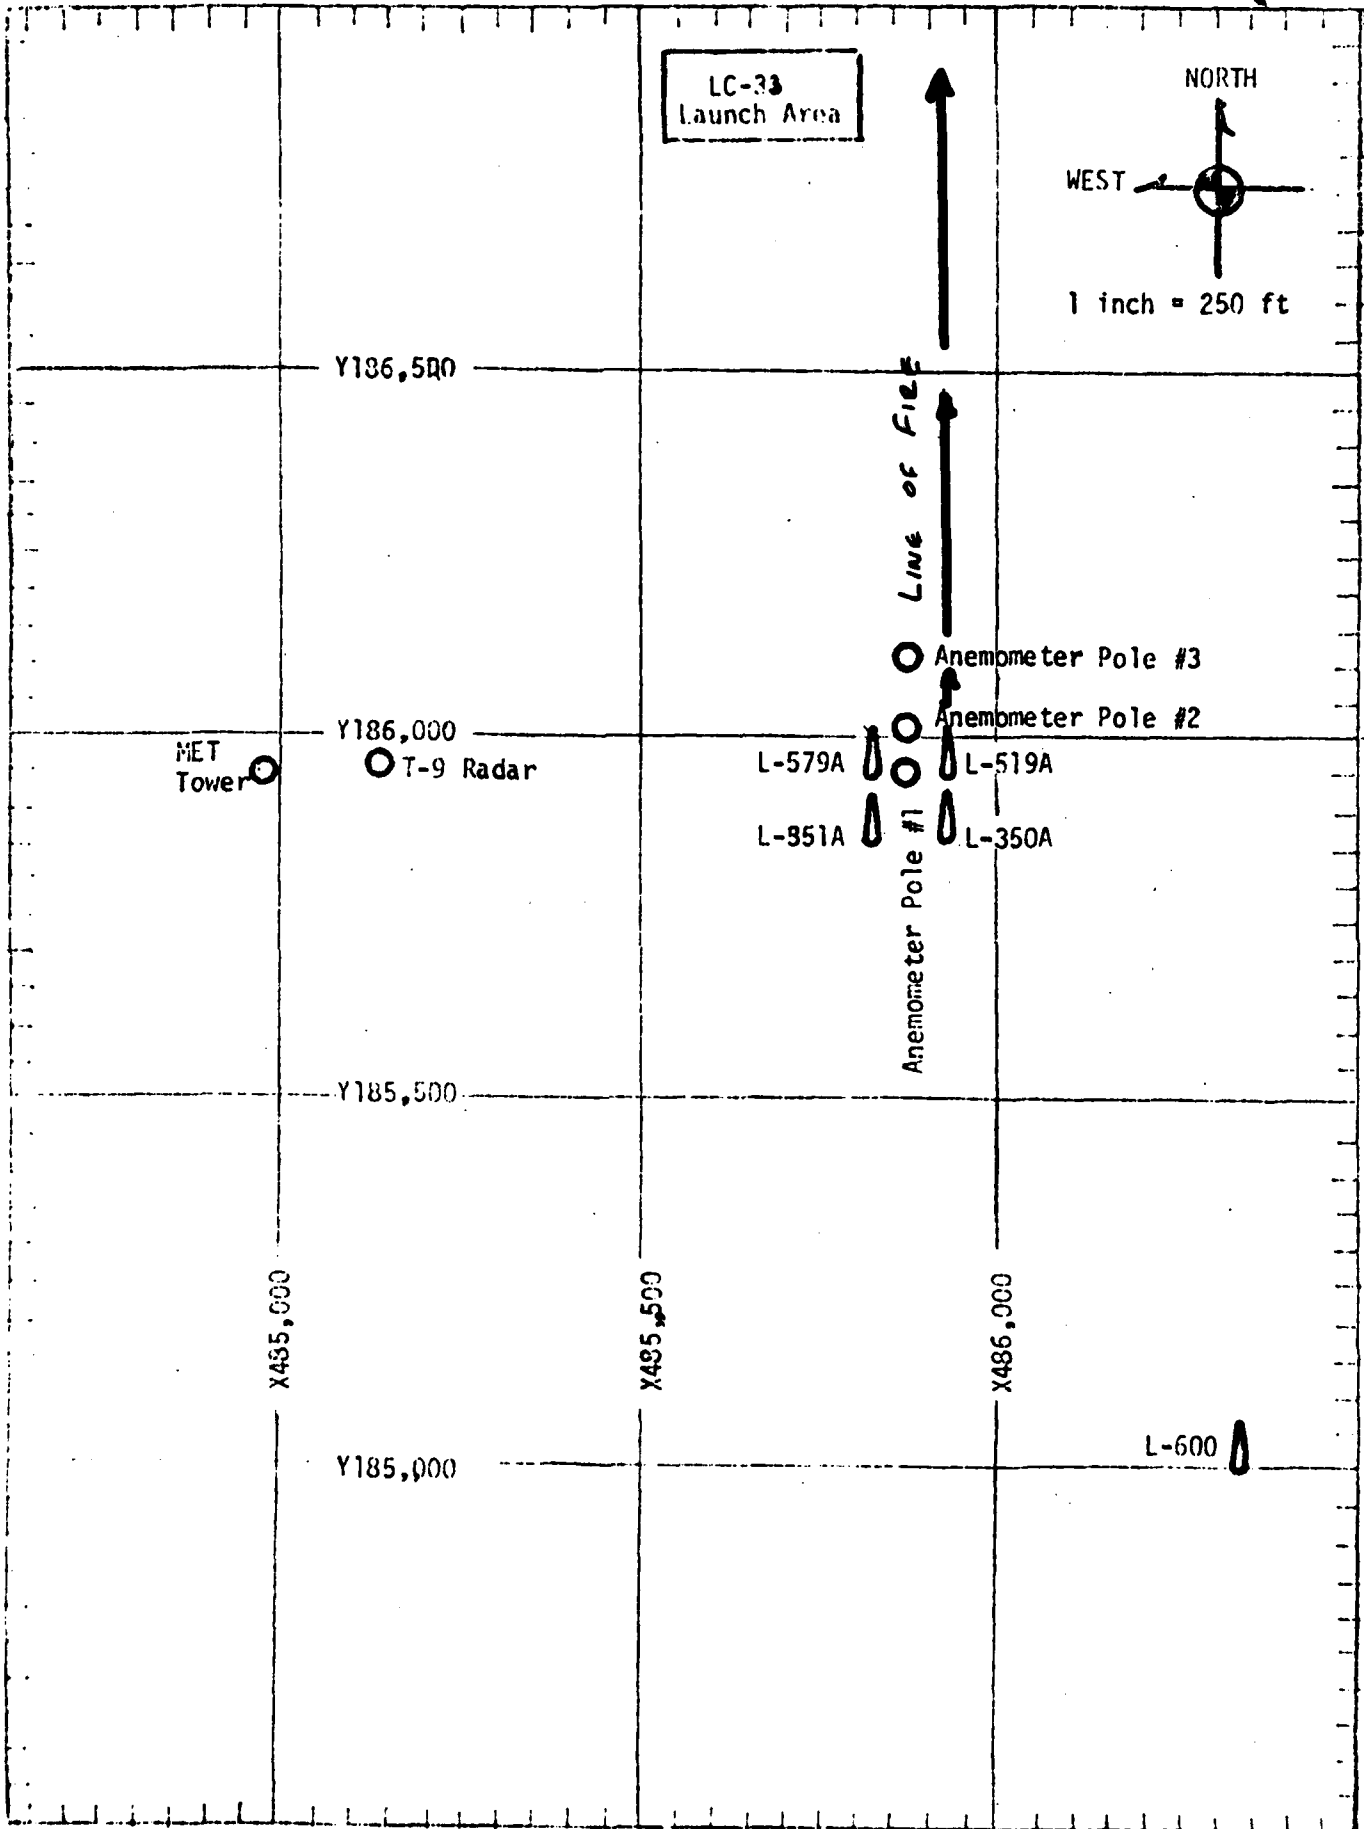 LC-33
Launch Area
NORTH
WEST
1 inch = 250 ft
Y186,500
LINE OF FIRE
Anemometer Pole #3
Anemometer Pole #2
Y186,000
MET
Tower
T-9 Radar
L-579A
L-519A
L-851A
L-350A
Anemometer Pole #1
Y185,500
X485,000
X485,500
X486,000
L-600
Y185,000